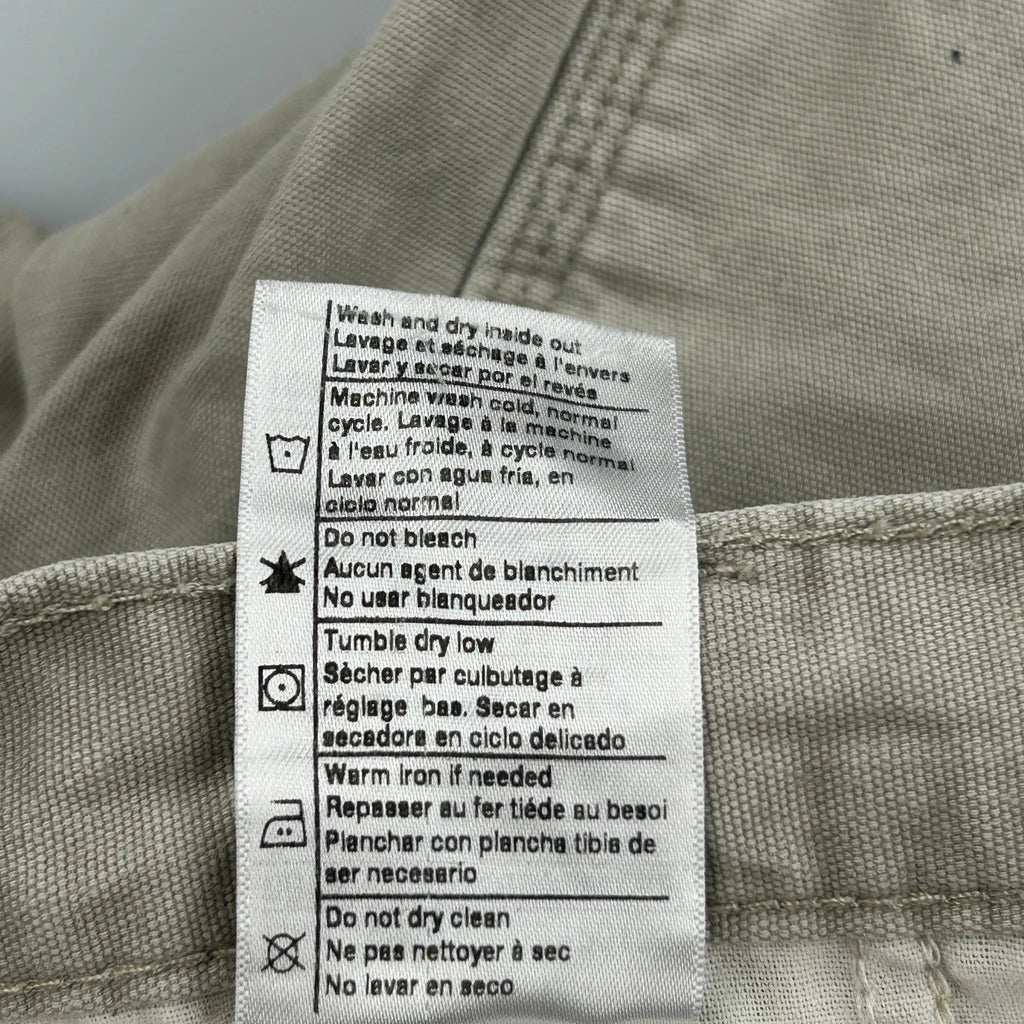 Wash and dry inside out
Lavage et séchage à l'envers
Lavar y secar por el revés
Machine wash cold, normal
cycle. Lavage à la machine
à l'eau froide, à cycle normal
Lavar con agua fria, en
ciclo normal
Do not bleach
Aucun agent de blanchiment
No usar blanqueador
Tumble dry low
Sècher par culbutage à
réglage bas. Secar en
secadora en ciclo delicado
Warm Iron if needed
Repasser au fer tiède au besoi
Planchar con plancha tibia de
ser necesario
Do not dry clean
Ne pas nettoyer à sec
No lavar en seco